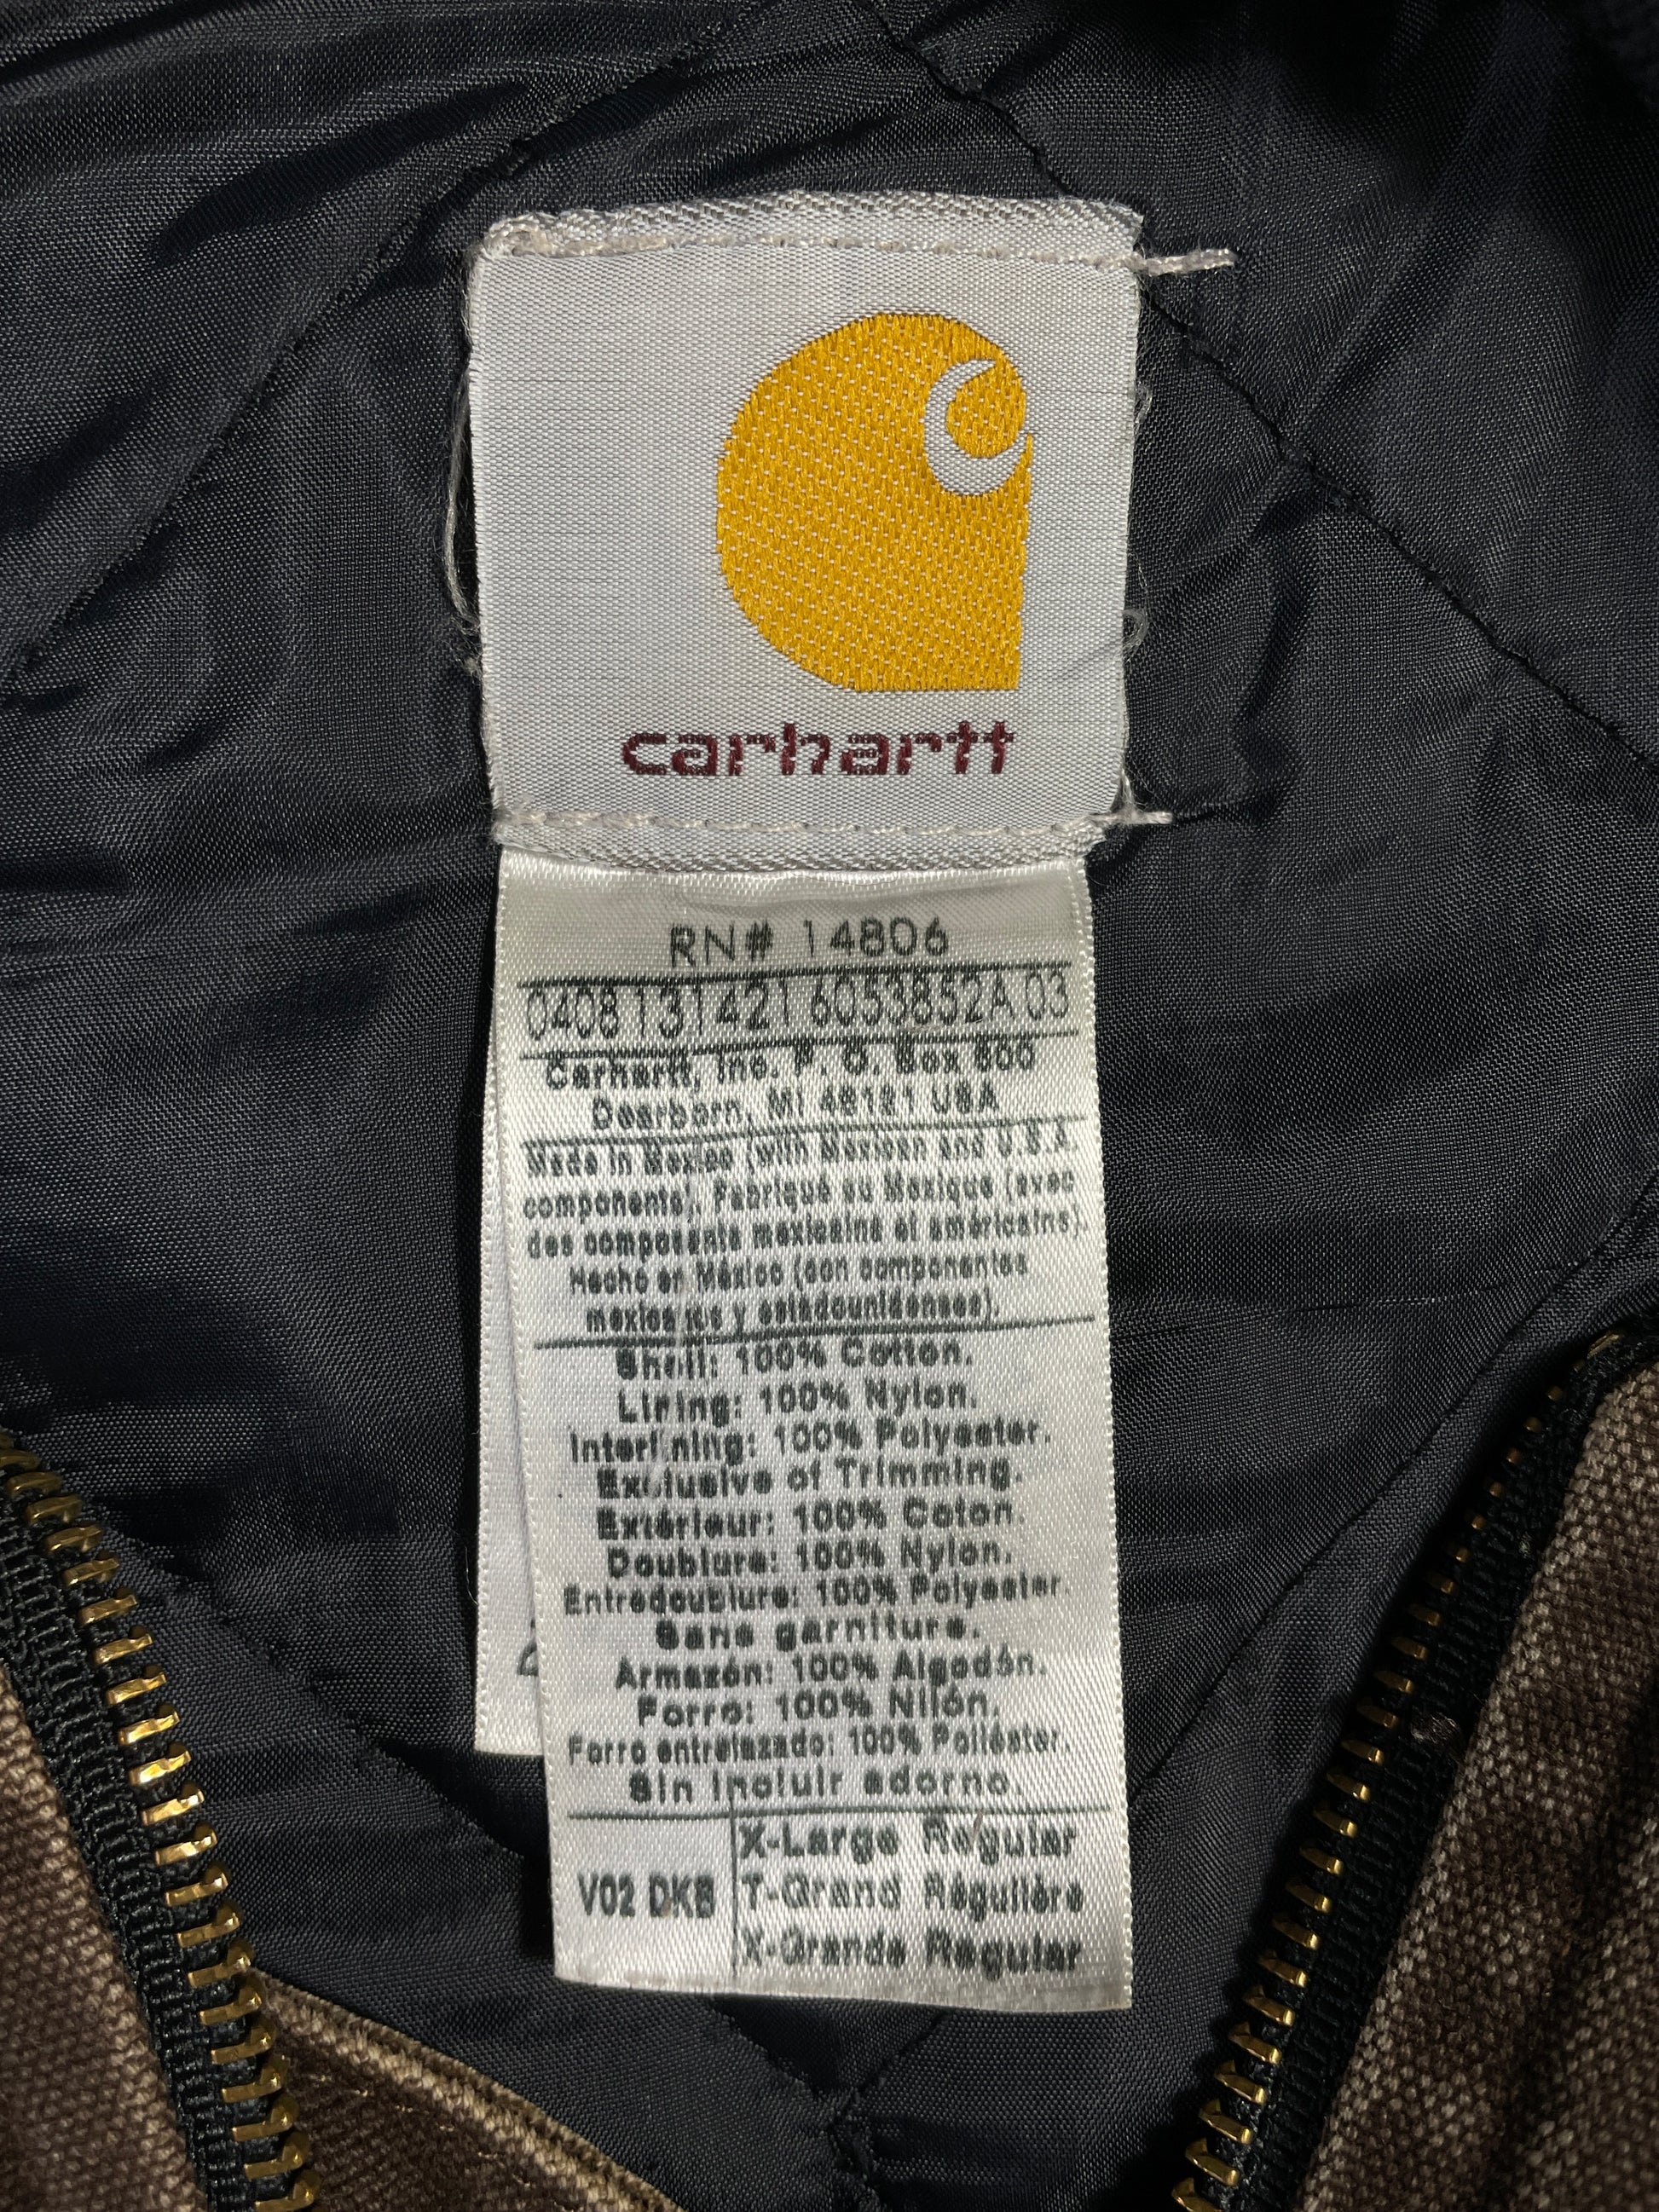 carhartt
RN# 14806
0408131421 6053852A 03
Carhartt, Inc. P. O. Box 600
Dearborn, MI 48121 USA
Made in Mexico (with Mexican and U.S.A.
components). Fabriqué au Mexique (avec
des composants mexicains et américains).
Hecho en México (con componentes
mexicanos y estadounidenses).
Shell: 100% Cotton.
Lining: 100% Nylon.
Interlining: 100% Polyester.
Exclusive of Trimming.
Extérieur: 100% Coton.
Doublure: 100% Nylon.
Entredoublure: 100% Polyester.
Sans garniture.
Armazón: 100% Algodón.
Forro: 100% Nilón.
Forro entrelazado: 100% Poliéster.
Sin incluir adorno.
V02 DKB
X-Large Regular
T-Grand Régulière
X-Grande Regular